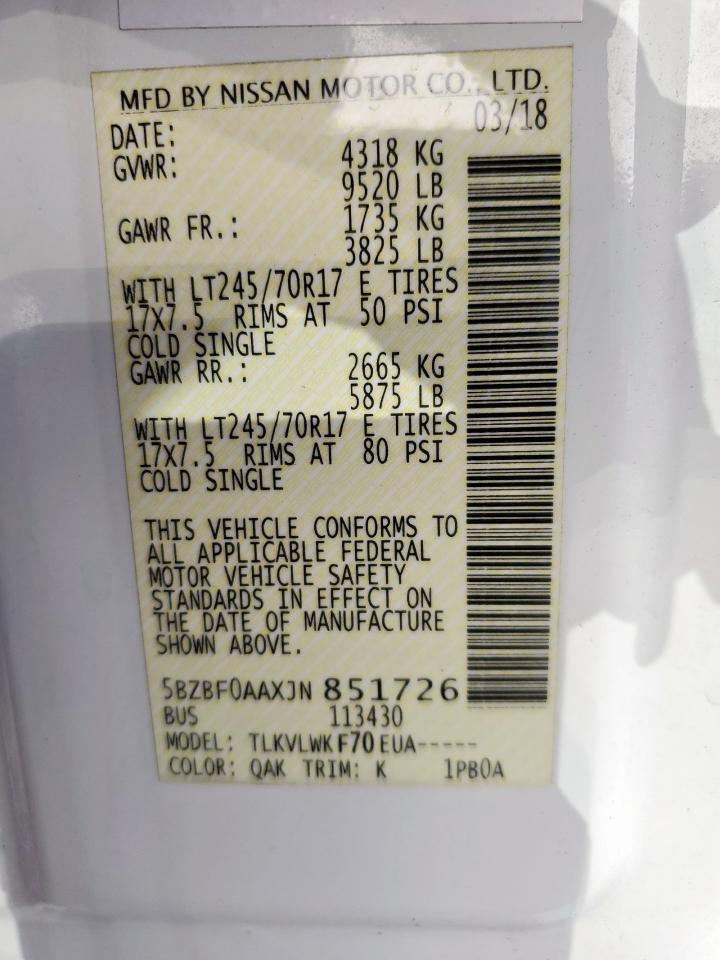 MFD BY NISSAN MOTOR CO., LTD.
DATE: 03/18
GVWR: 4318 KG
9520 LB
GAWR FR.: 1735 KG
3825 LB
WITH LT245/70R17 E TIRES
17X7.5 RIMS AT 50 PSI
COLD SINGLE
GAWR RR.: 2665 KG
5875 LB
WITH LT245/70R17 E TIRES
17X7.5 RIMS AT 80 PSI
COLD SINGLE
THIS VEHICLE CONFORMS TO
ALL APPLICABLE FEDERAL
MOTOR VEHICLE SAFETY
STANDARDS IN EFFECT ON
THE DATE OF MANUFACTURE
SHOWN ABOVE.
5BZBF0AAXJN 851726
BUS 113430
MODEL: TLKVLWKF70EUA-----
COLOR: QAK TRIM: K 1PB0A